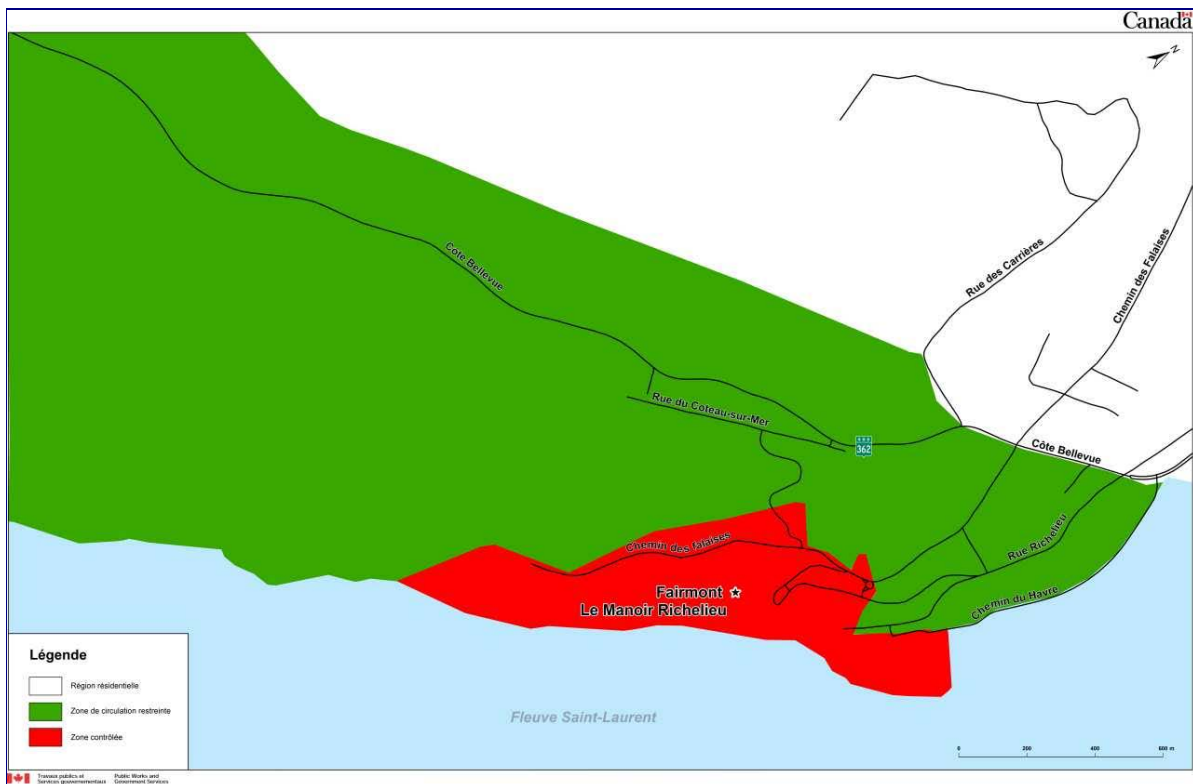 Canada
N
Côte Bellevue
Rue des Carrières
Chemin des Falaises
Rue du Coteau-sur-Mer
362
Côte Bellevue
Rue Richelieu
Chemin des falaises
Chemin du Havre
Fairmont
Le Manoir Richelieu
Légende
Région résidentielle
Zone de circulation restreinte
Zone contrôlée
Fleuve Saint-Laurent
0 200 400 600 m
Travaux publics et Public Works and
Services gouvernementaux Government Services